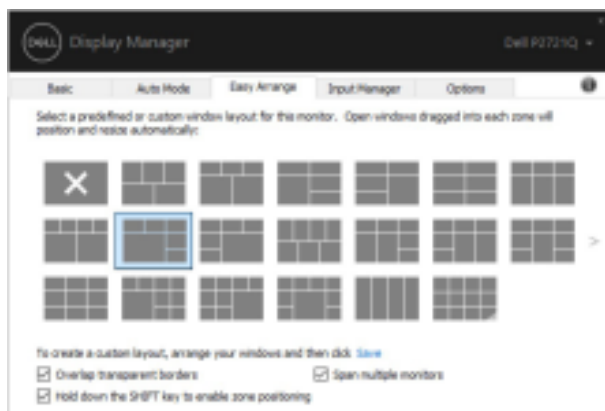 DELL Display Manager
Dell P2721Q
Basic Auto Mode Easy Arrange Input Manager Options
Select a predefined or custom window layout for this monitor. Open windows dragged into each zone will
position and resize automatically:
To create a custom layout, arrange your windows and then click Save
Overlap transparent borders Span multiple monitors
Hold down the SHIFT key to enable zone positioning